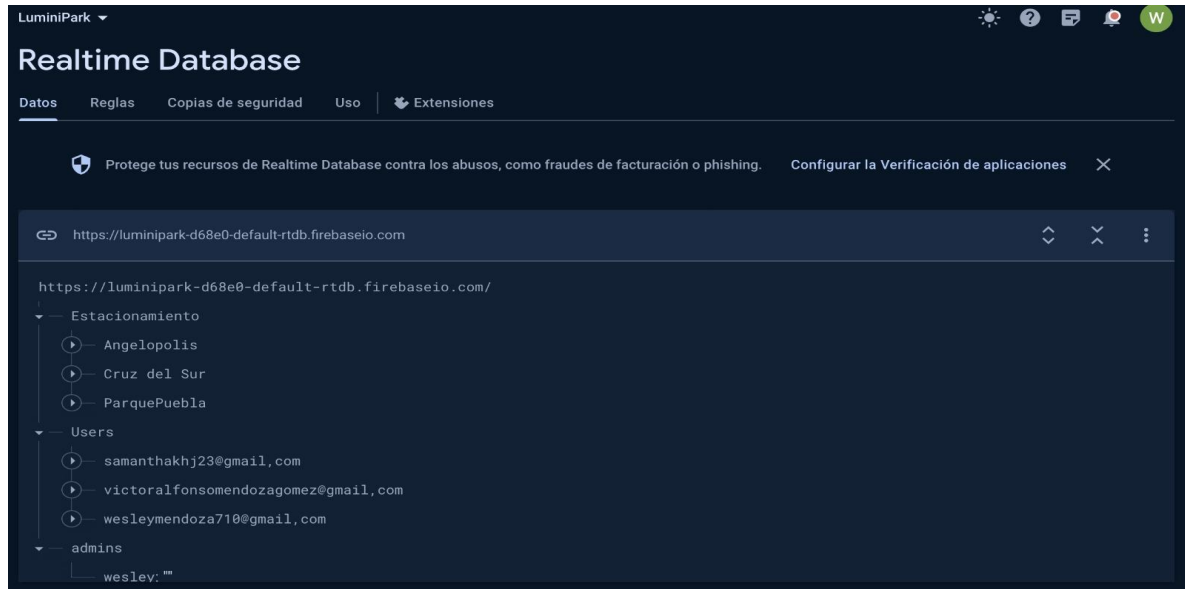 LuminiPark
W
Realtime Database
Datos Reglas Copias de seguridad Uso Extensiones
Protege tus recursos de Realtime Database contra los abusos, como fraudes de facturación o phishing. Configurar la Verificación de aplicaciones
https://luminipark-d68e0-default-rtdb.firebaseio.com
https://luminipark-d68e0-default-rtdb.firebaseio.com/
Estacionamiento
Angelopolis
Cruz del Sur
ParquePuebla
Users
samanthakhj23@gmail,com
victoralfonsomendozagomez@gmail,com
wesleymendoza710@gmail,com
admins
wesley: ""